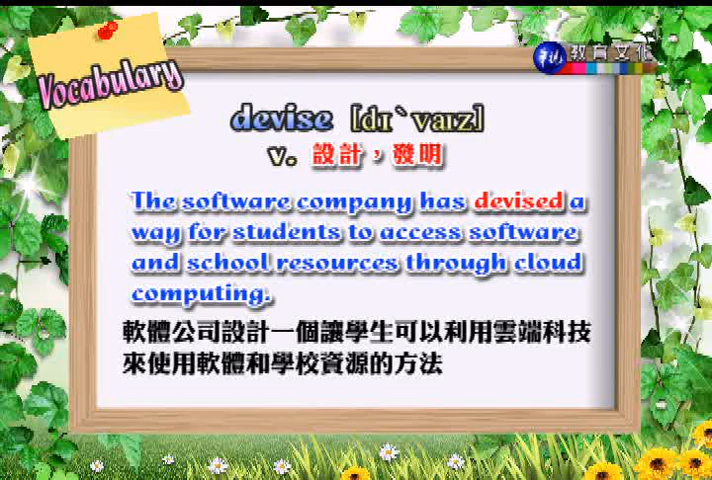 Vocabulary
華視 教育文化
devise [dɪˋvaɪz]
v. 設計，發明
The software company has devised a
way for students to access software
and school resources through cloud
computing.
軟體公司設計一個讓學生可以利用雲端科技
來使用軟體和學校資源的方法